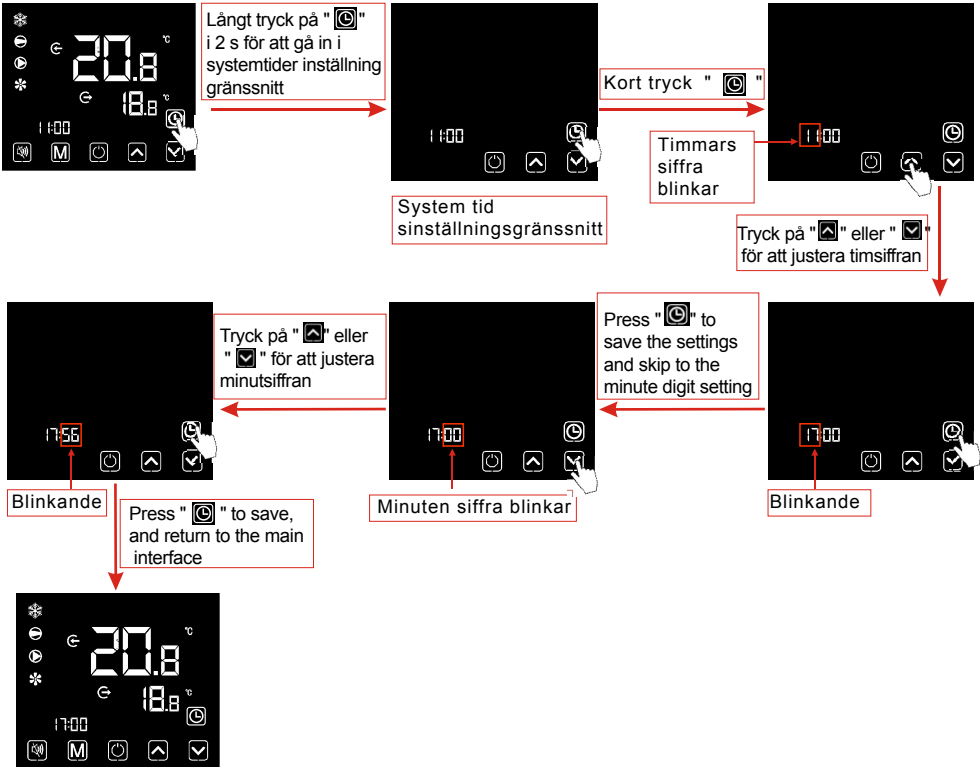 20.8 °C
18.8 °C
11:00
M
Långt tryck på " "
i 2 s för att gå in i
systemtider inställning
gränssnitt
11:00
System tid
sinställningsgränssnitt
Kort tryck " "
Timmars
siffra
blinkar
11:00
Tryck på " " eller " "
för att justera timsiffran
17:00
Blinkande
Press " " to
save the settings
and skip to the
minute digit setting
17:00
Minuten siffra blinkar
Tryck på " " eller
" " för att justera
minutsiffran
17:56
Blinkande
Press " " to save,
and return to the main
interface
20.8 °C
18.8 °C
17:00
M